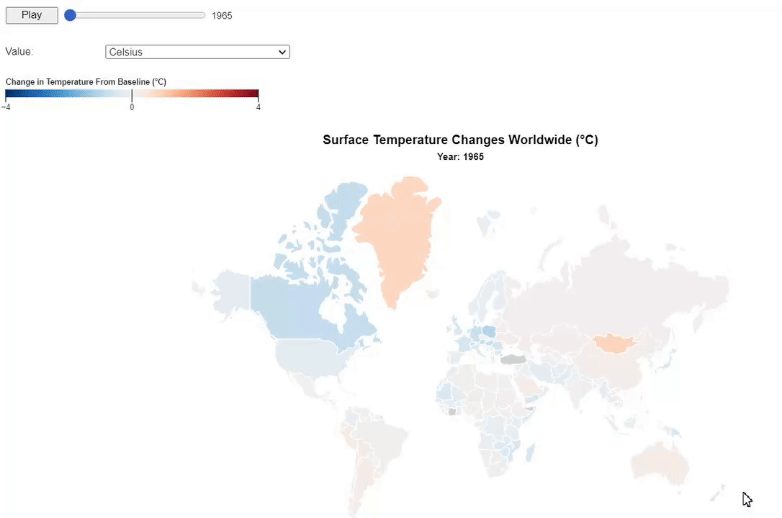 Play 1965
Value: Celsius
Change in Temperature From Baseline (°C)
−4 0 4
Surface Temperature Changes Worldwide (°C)
Year: 1965